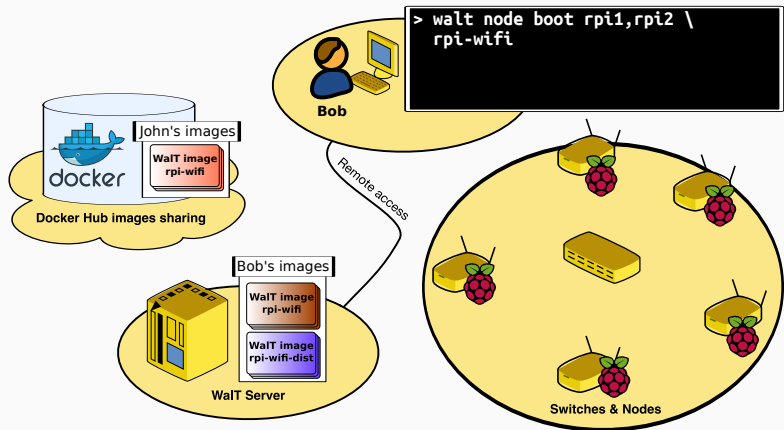 > walt node boot rpi1,rpi2 \
rpi-wifi
Bob
John's images
WalT image
rpi-wifi
docker
Docker Hub images sharing
Remote access
Bob's images
WalT image
rpi-wifi
WalT image
rpi-wifi-dist
WalT Server
Switches & Nodes